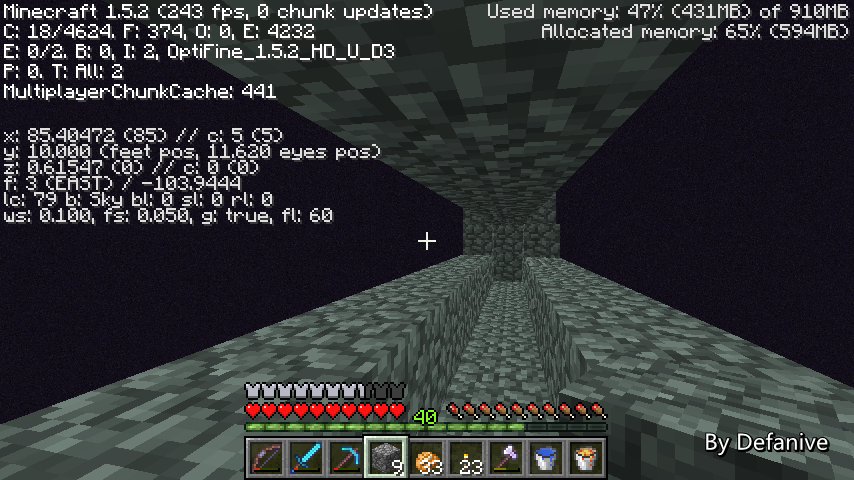 Minecraft 1.5.2 (243 fps, 0 chunk updates)
C: 18/4624. F: 374, O: 0, E: 4232
E: 0/2. B: 0, I: 2, OptiFine_1.5.2_HD_U_D3
P: 0. T: All: 2
MultiplayerChunkCache: 441
Used memory: 47% (431MB) of 910MB
Allocated memory: 65% (594MB)
x: 85.40472 (85) // c: 5 (5)
y: 10.000 (feet pos, 11.620 eyes pos)
z: 0.61547 (0) // c: 0 (0)
f: 3 (EAST) / -103.9444
lc: 79 b: Sky bl: 0 sl: 0 rl: 0
ws: 0.100, fs: 0.050, g: true, fl: 60
40
9
23
By Defanive